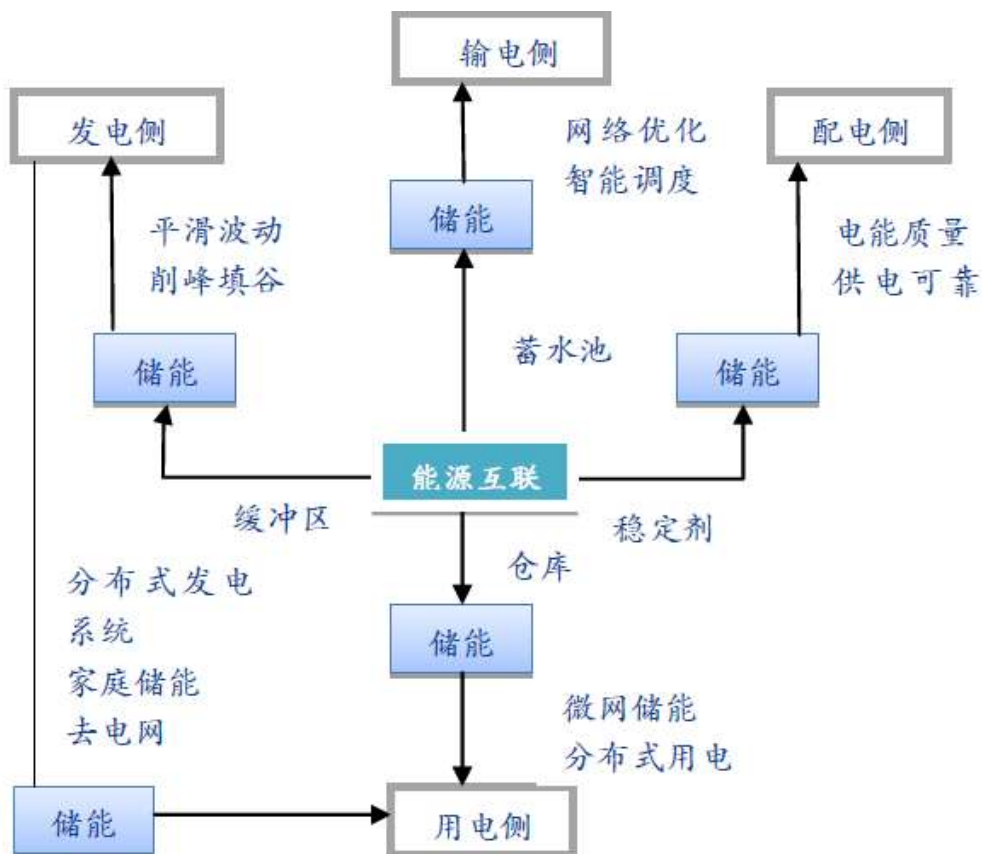 输电侧
发电侧
配电侧
网络优化
智能调度
储能
平滑波动
削峰填谷
电能质量
供电可靠
储能
蓄水池
储能
能源互联
缓冲区
稳定剂
仓库
分布式发电
系统
家庭储能
去电网
储能
微网储能
分布式用电
储能
用电侧